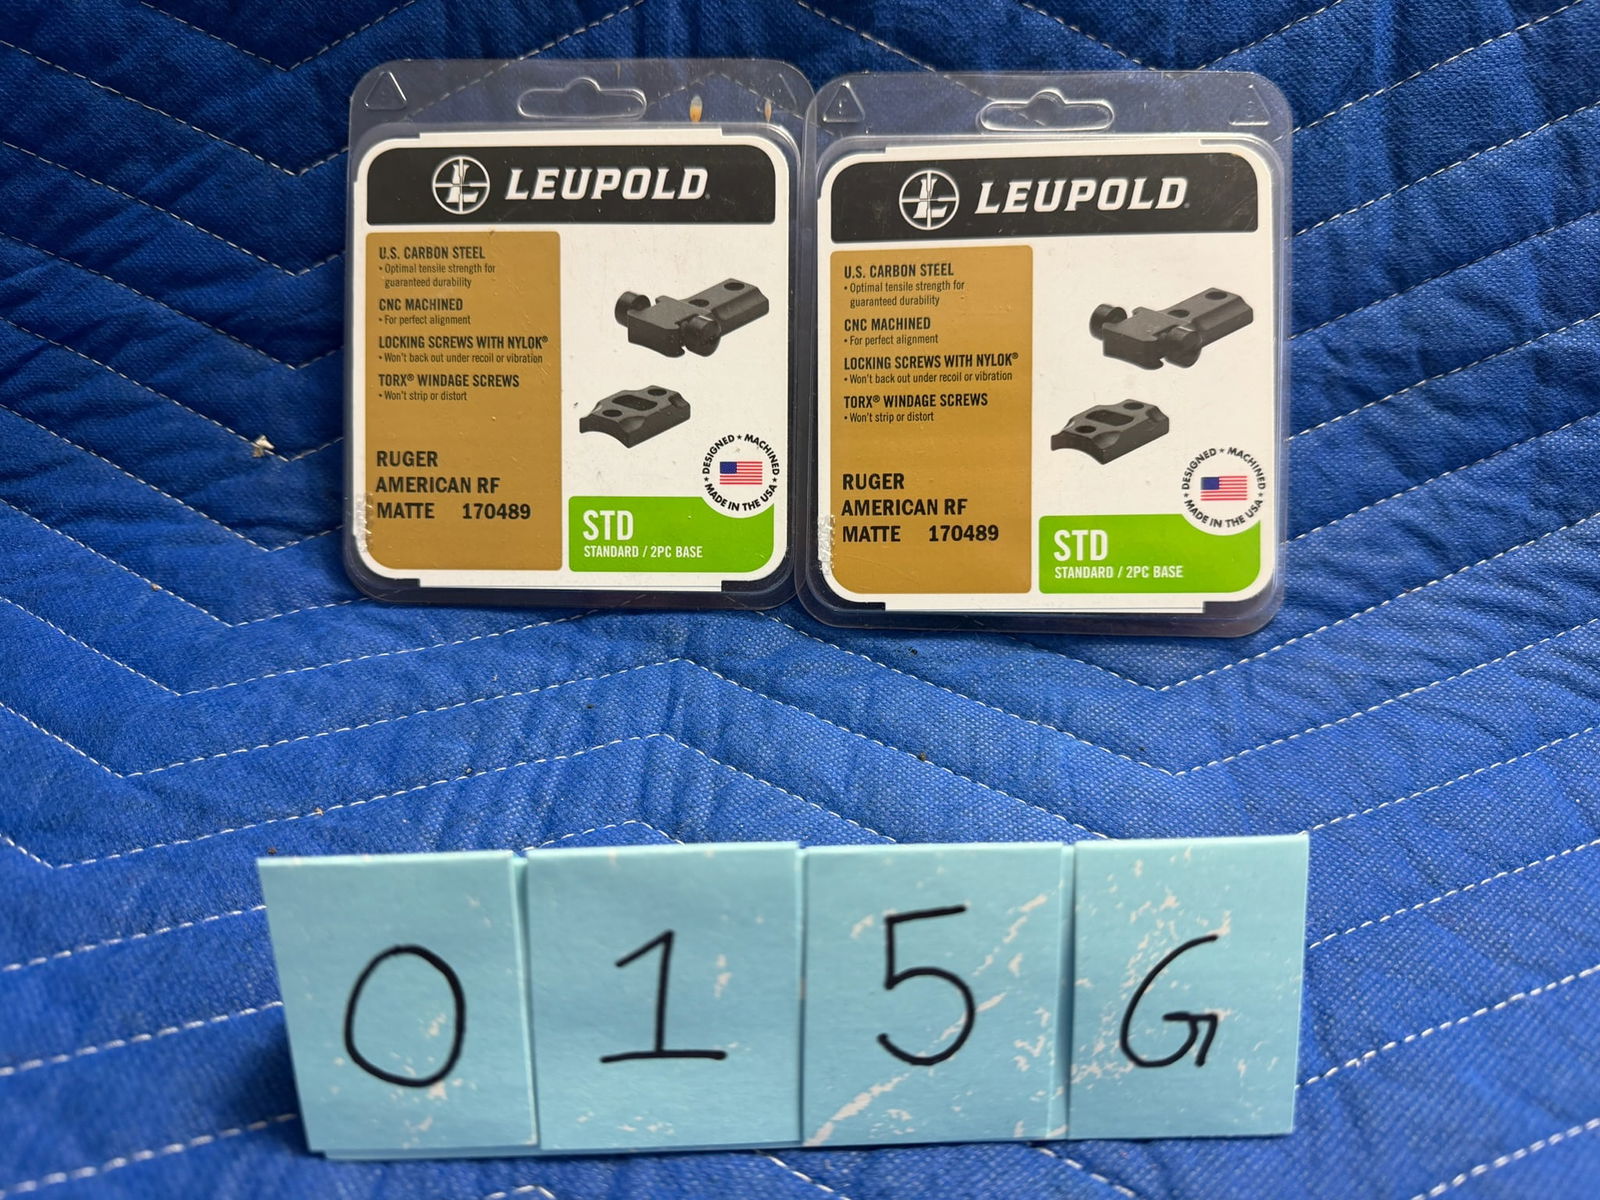 LEUPOLD
U.S. CARBON STEEL
• Optimal tensile strength for
guaranteed durability
CNC MACHINED
• For perfect alignment
LOCKING SCREWS WITH NYLOK®
• Won't back out under recoil or vibration
TORX® WINDAGE SCREWS
• Won't strip or distort
RUGER
AMERICAN RF
MATTE 170489
DESIGNED ★ MACHINED
★ MADE IN THE USA ★
STD
STANDARD / 2PC BASE
LEUPOLD
U.S. CARBON STEEL
• Optimal tensile strength for
guaranteed durability
CNC MACHINED
• For perfect alignment
LOCKING SCREWS WITH NYLOK®
• Won't back out under recoil or vibration
TORX® WINDAGE SCREWS
• Won't strip or distort
RUGER
AMERICAN RF
MATTE 170489
DESIGNED ★ MACHINED
★ MADE IN THE USA ★
STD
STANDARD / 2PC BASE
0 1 5 G